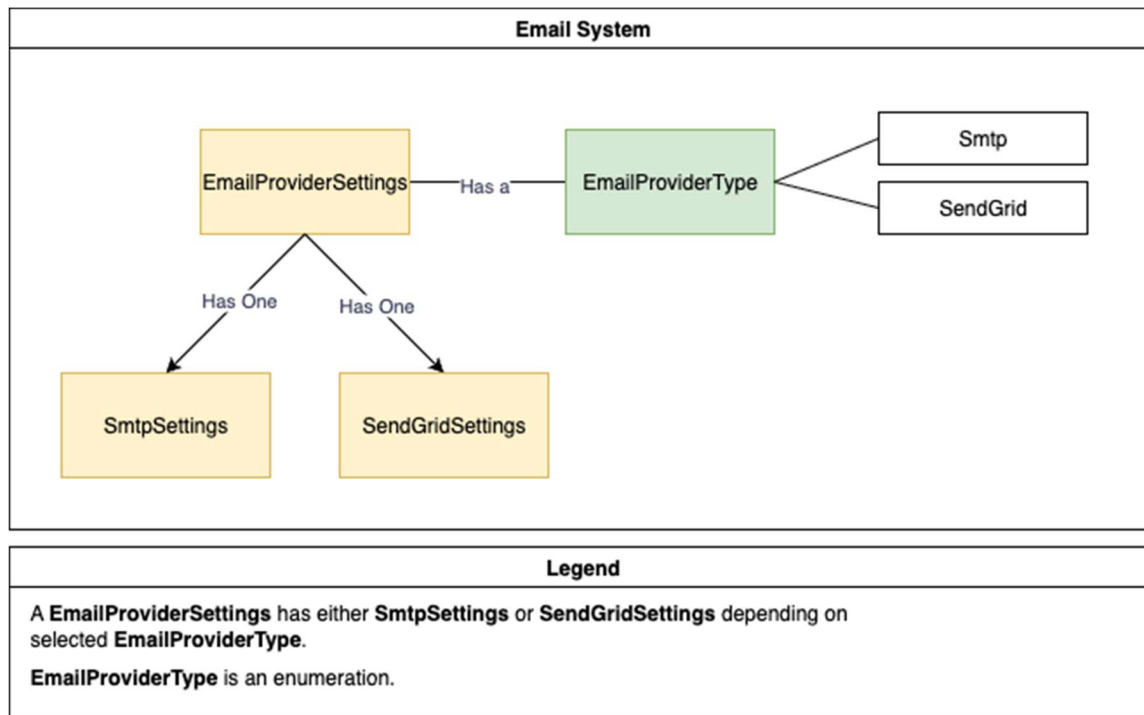 Email System
EmailProviderSettings
Has a
EmailProviderType
Smtp
SendGrid
Has One
Has One
SmtpSettings
SendGridSettings
Legend
A EmailProviderSettings has either SmtpSettings or SendGridSettings depending on
selected EmailProviderType.
EmailProviderType is an enumeration.